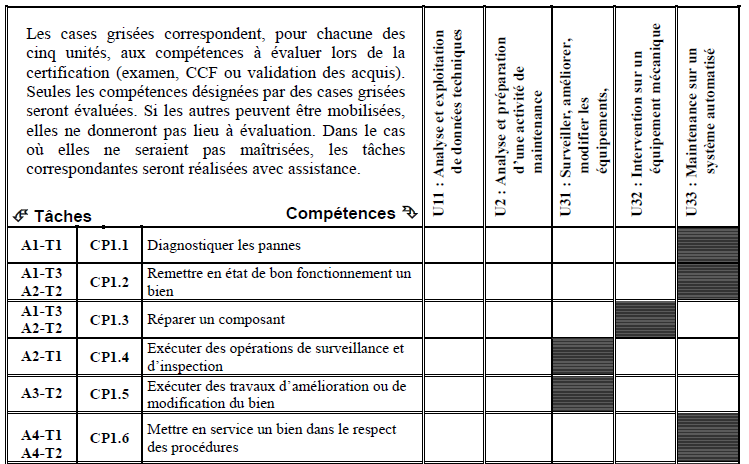 Les cases grisées correspondent, pour chacune des
cinq unités, aux compétences à évaluer lors de la
certification (examen, CCF ou validation des acquis).
Seules les compétences désignées par des cases grisées
seront évaluées. Si les autres peuvent être mobilisées,
elles ne donneront pas lieu à évaluation. Dans le cas
où elles ne seraient pas maîtrisées, les tâches
correspondantes seront réalisées avec assistance.
Tâches
Compétences
U11 : Analyse et exploitation
de données techniques
U2 : Analyse et préparation
d'une activité de
maintenance
U31 : Surveiller, améliorer,
modifier les
équipements,
U32 : Intervention sur un
équipement mécanique
U33 : Maintenance sur un
système automatisé
A1-T1 CP1.1 Diagnostiquer les pannes
A1-T3
A2-T2
CP1.2
Remettre en état de bon fonctionnement un
bien
A1-T3
A2-T2
CP1.3
Réparer un composant
A2-T1
CP1.4
Exécuter des opérations de surveillance et
d'inspection
A3-T2
CP1.5
Exécuter des travaux d'amélioration ou de
modification du bien
A4-T1
A4-T2
CP1.6
Mettre en service un bien dans le respect
des procédures